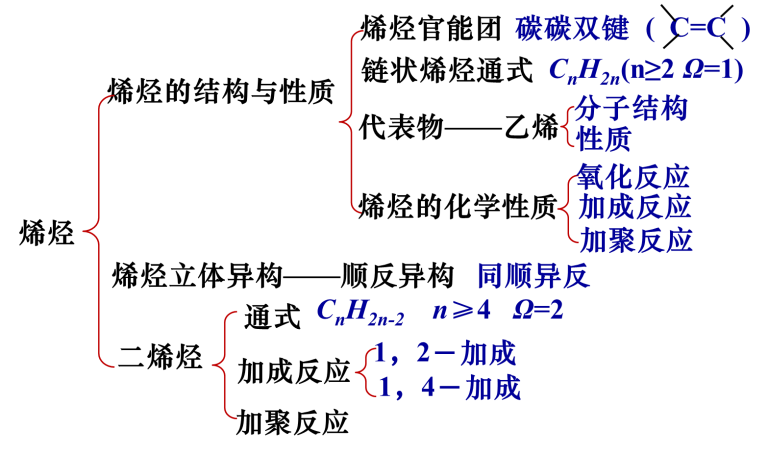 烯烃官能团 碳碳双键 ( C=C )
链状烯烃通式 CnH2n(n≥2 Ω=1)
烯烃的结构与性质
分子结构
代表物——乙烯
性质
氧化反应
烯烃的化学性质 加成反应
加聚反应
烯烃
烯烃立体异构——顺反异构 同顺异反
通式 CnH2n-2 n≥4 Ω=2
二烯烃
1，2－加成
加成反应
1，4－加成
加聚反应